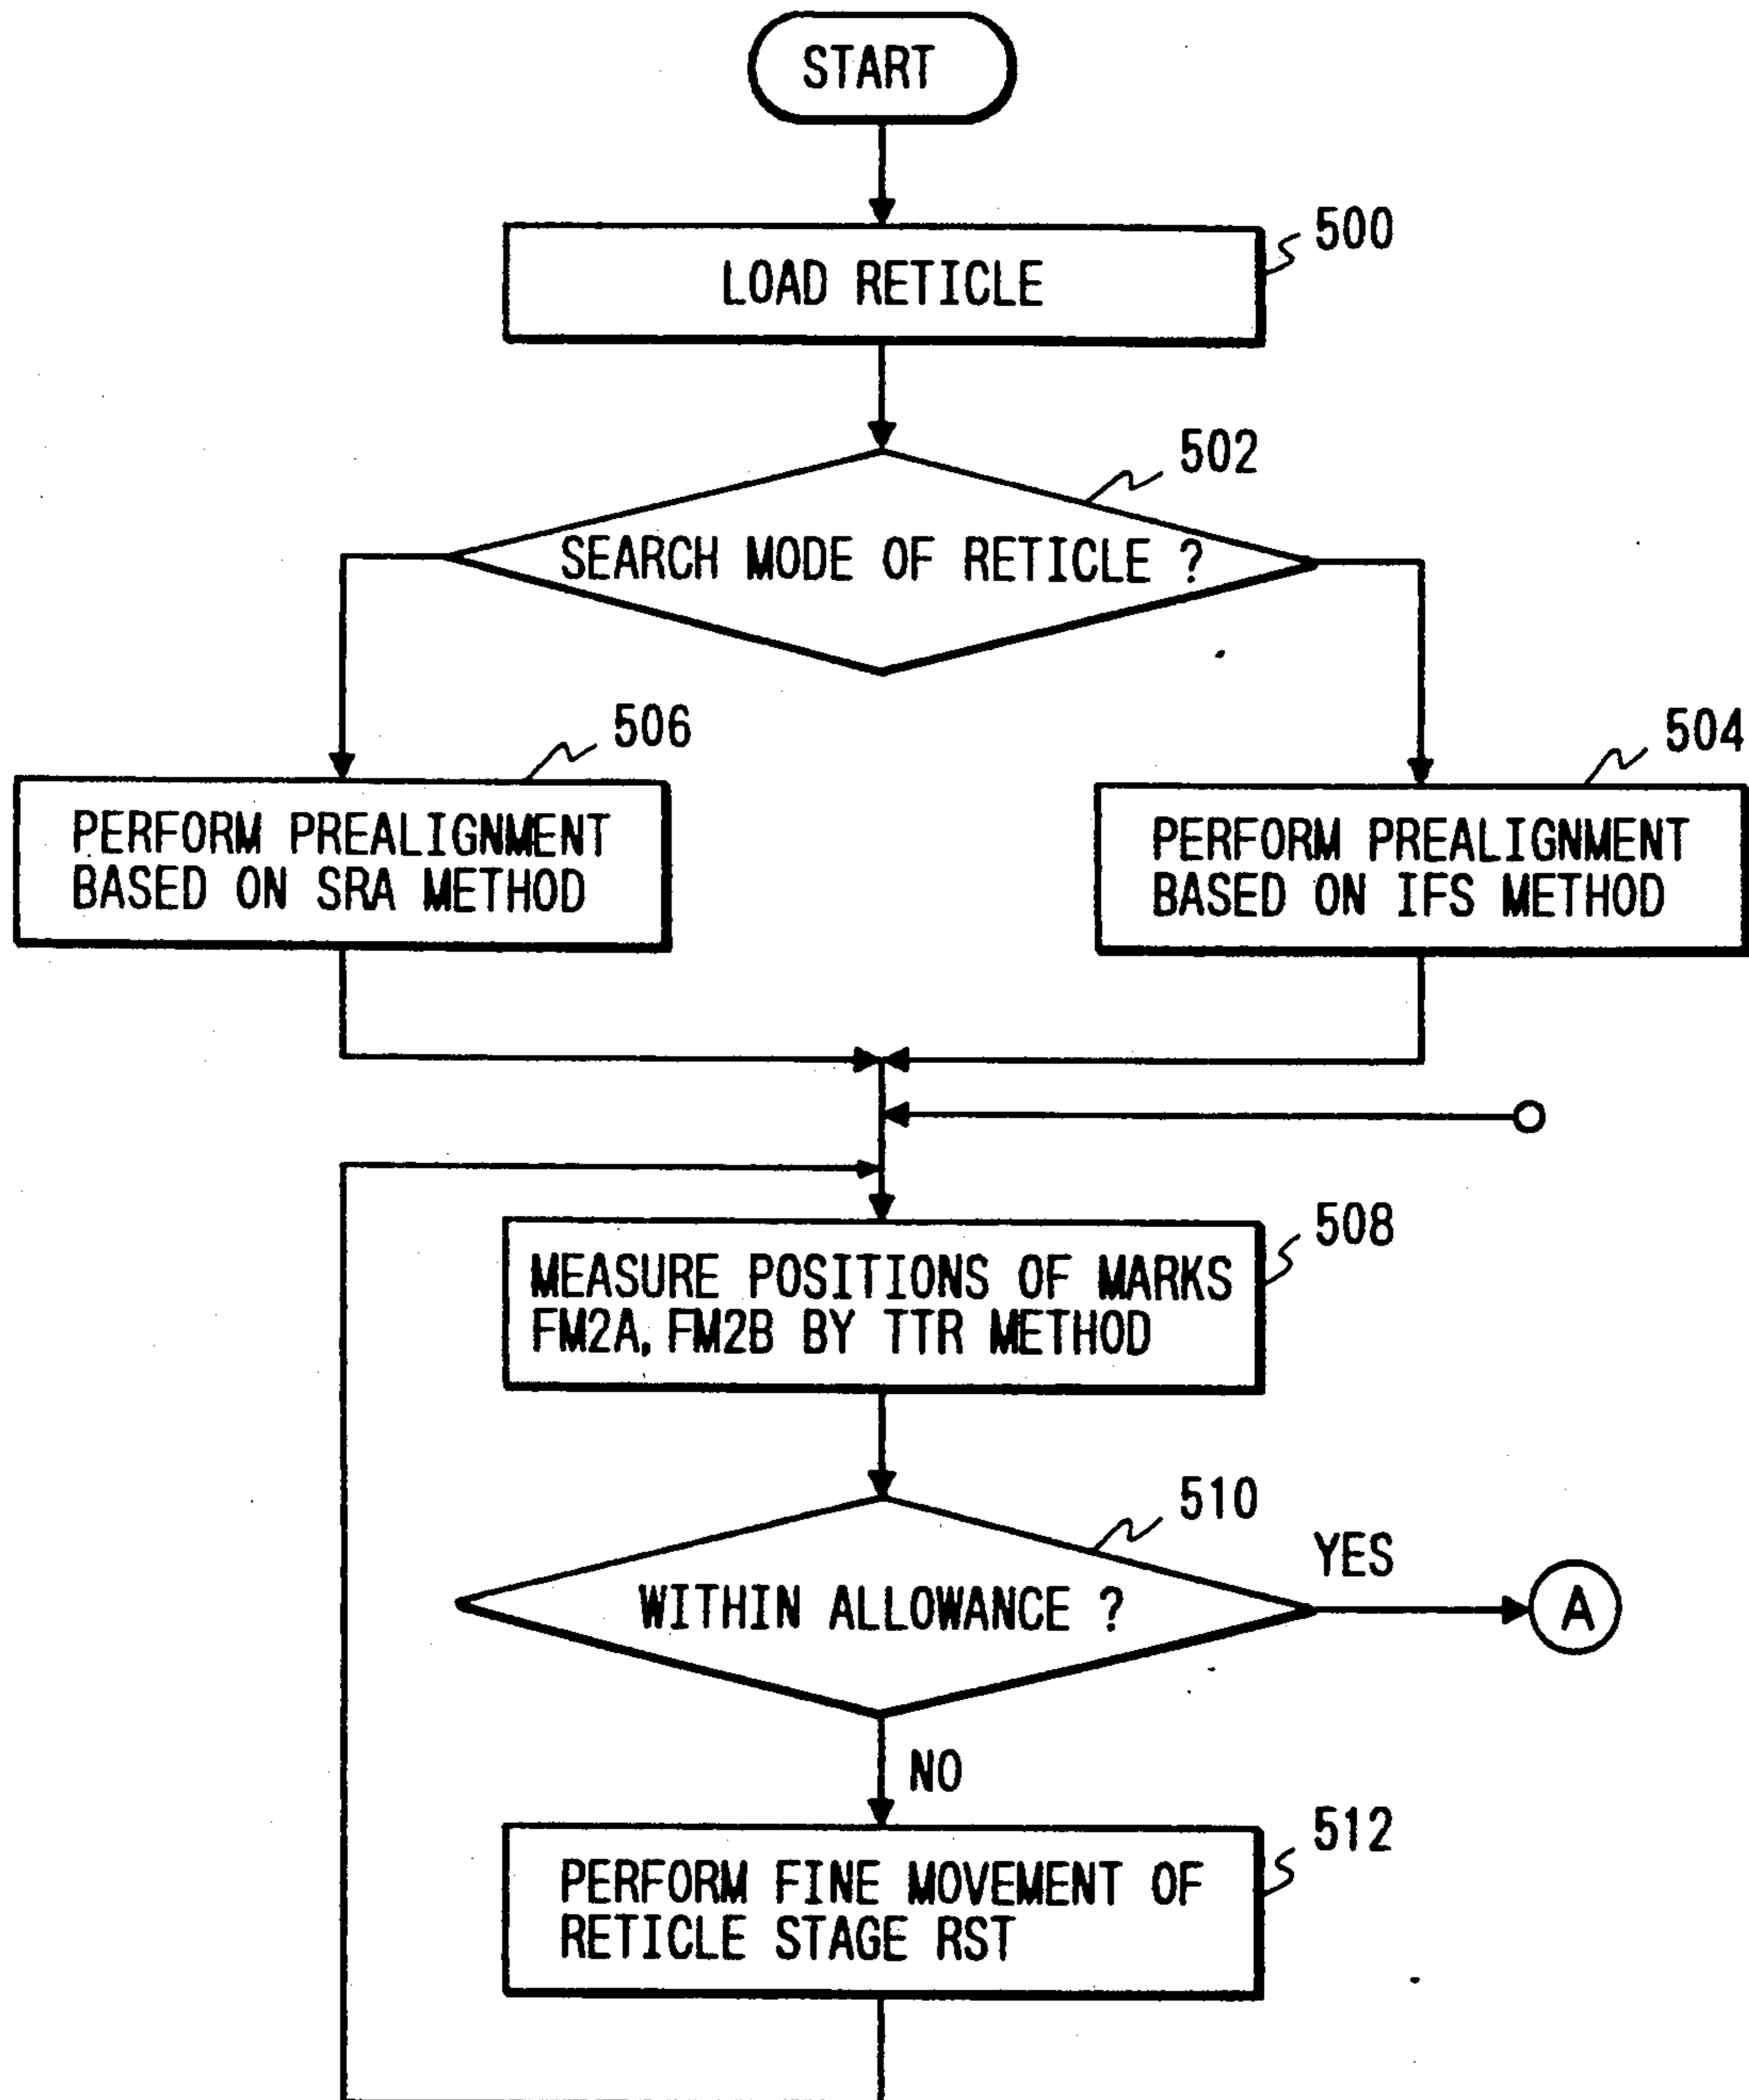 START
500
LOAD RETICLE
502
SEARCH MODE OF RETICLE ?
506
504
PERFORM PREALIGNMENT
BASED ON SRA METHOD
PERFORM PREALIGNMENT
BASED ON IFS METHOD
508
MEASURE POSITIONS OF MARKS
FM2A, FM2B BY TTR METHOD
510
YES
WITHIN ALLOWANCE ?
A
NO
512
PERFORM FINE MOVEMENT OF
RETICLE STAGE RST